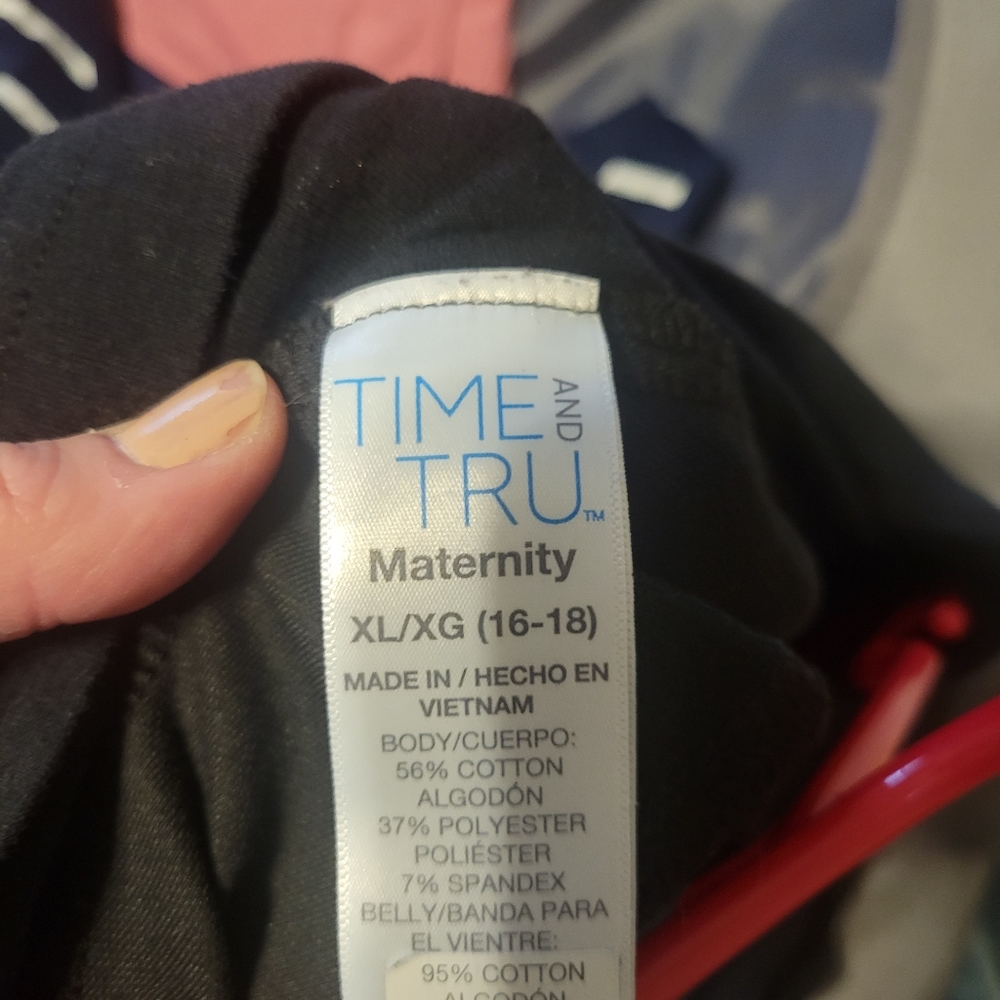 TIME AND
TRU™
Maternity
XL/XG (16-18)
MADE IN / HECHO EN
VIETNAM
BODY/CUERPO:
56% COTTON
ALGODÓN
37% POLYESTER
POLIÉSTER
7% SPANDEX
BELLY/BANDA PARA
EL VIENTRE:
95% COTTON
ALGODÓN